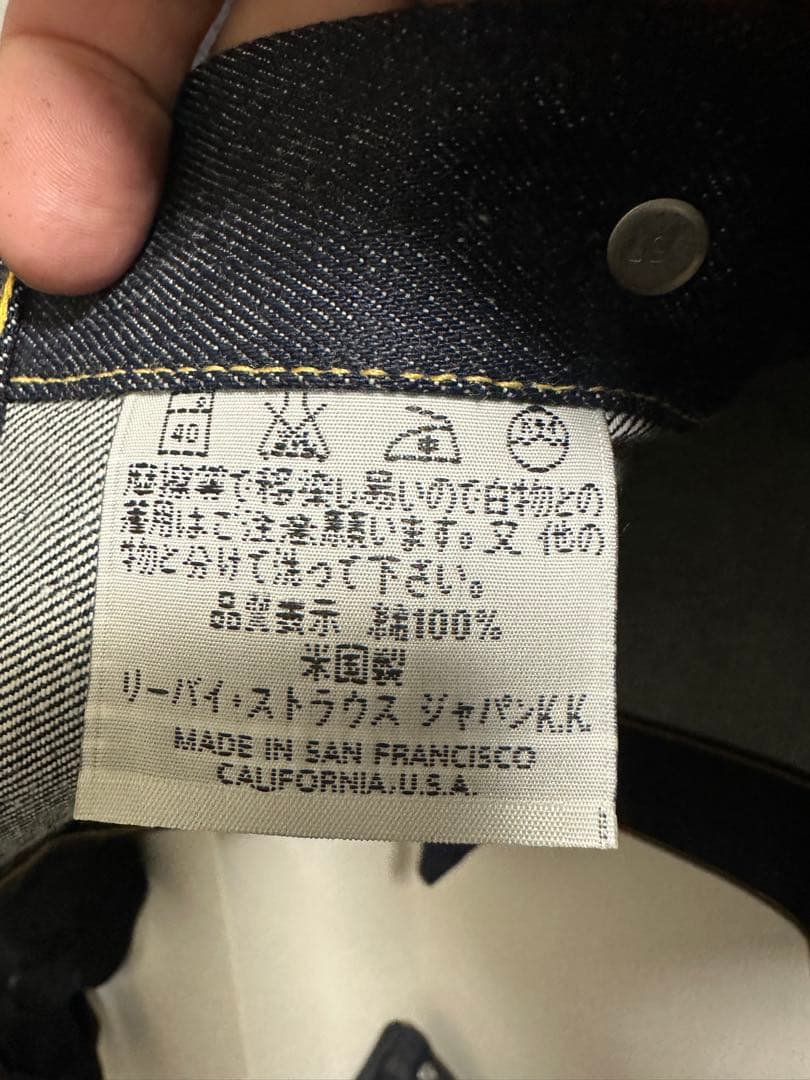 40
摩擦等で移染し易いので白物との
着用はご注意願います。又 他の
物と分けて洗って下さい。
品質表示 綿100%
米国製
リーバイ・ストラウス ジャパンK.K.
MADE IN SAN FRANCISCO
CALIFORNIA.U.S.A.